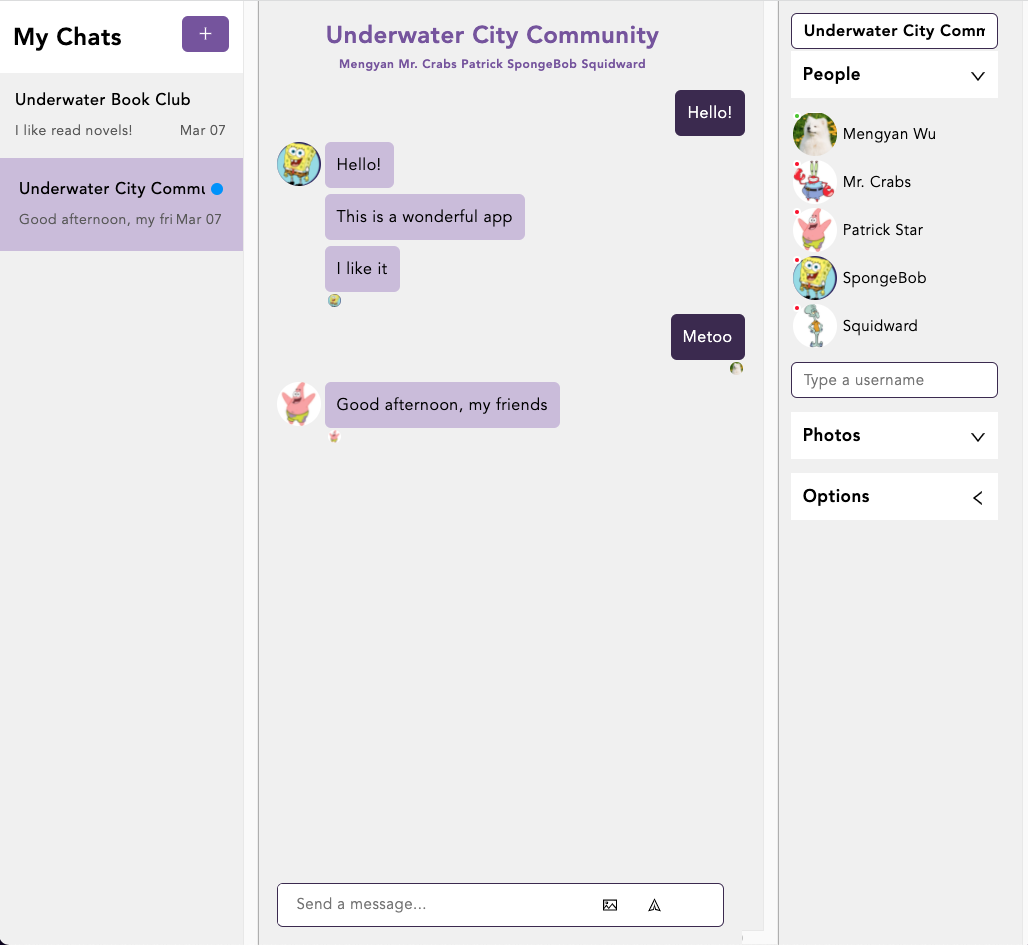 My Chats
+
Underwater Book Club
I like read novels!
Mar 07
Underwater City Commu
Good afternoon, my fri
Mar 07
Underwater City Community
Mengyan Mr. Crabs Patrick SpongeBob Squidward
Hello!
Hello!
This is a wonderful app
I like it
Metoo
Good afternoon, my friends
Send a message...
Underwater City Comm
People
Mengyan Wu
Mr. Crabs
Patrick Star
SpongeBob
Squidward
Type a username
Photos
Options